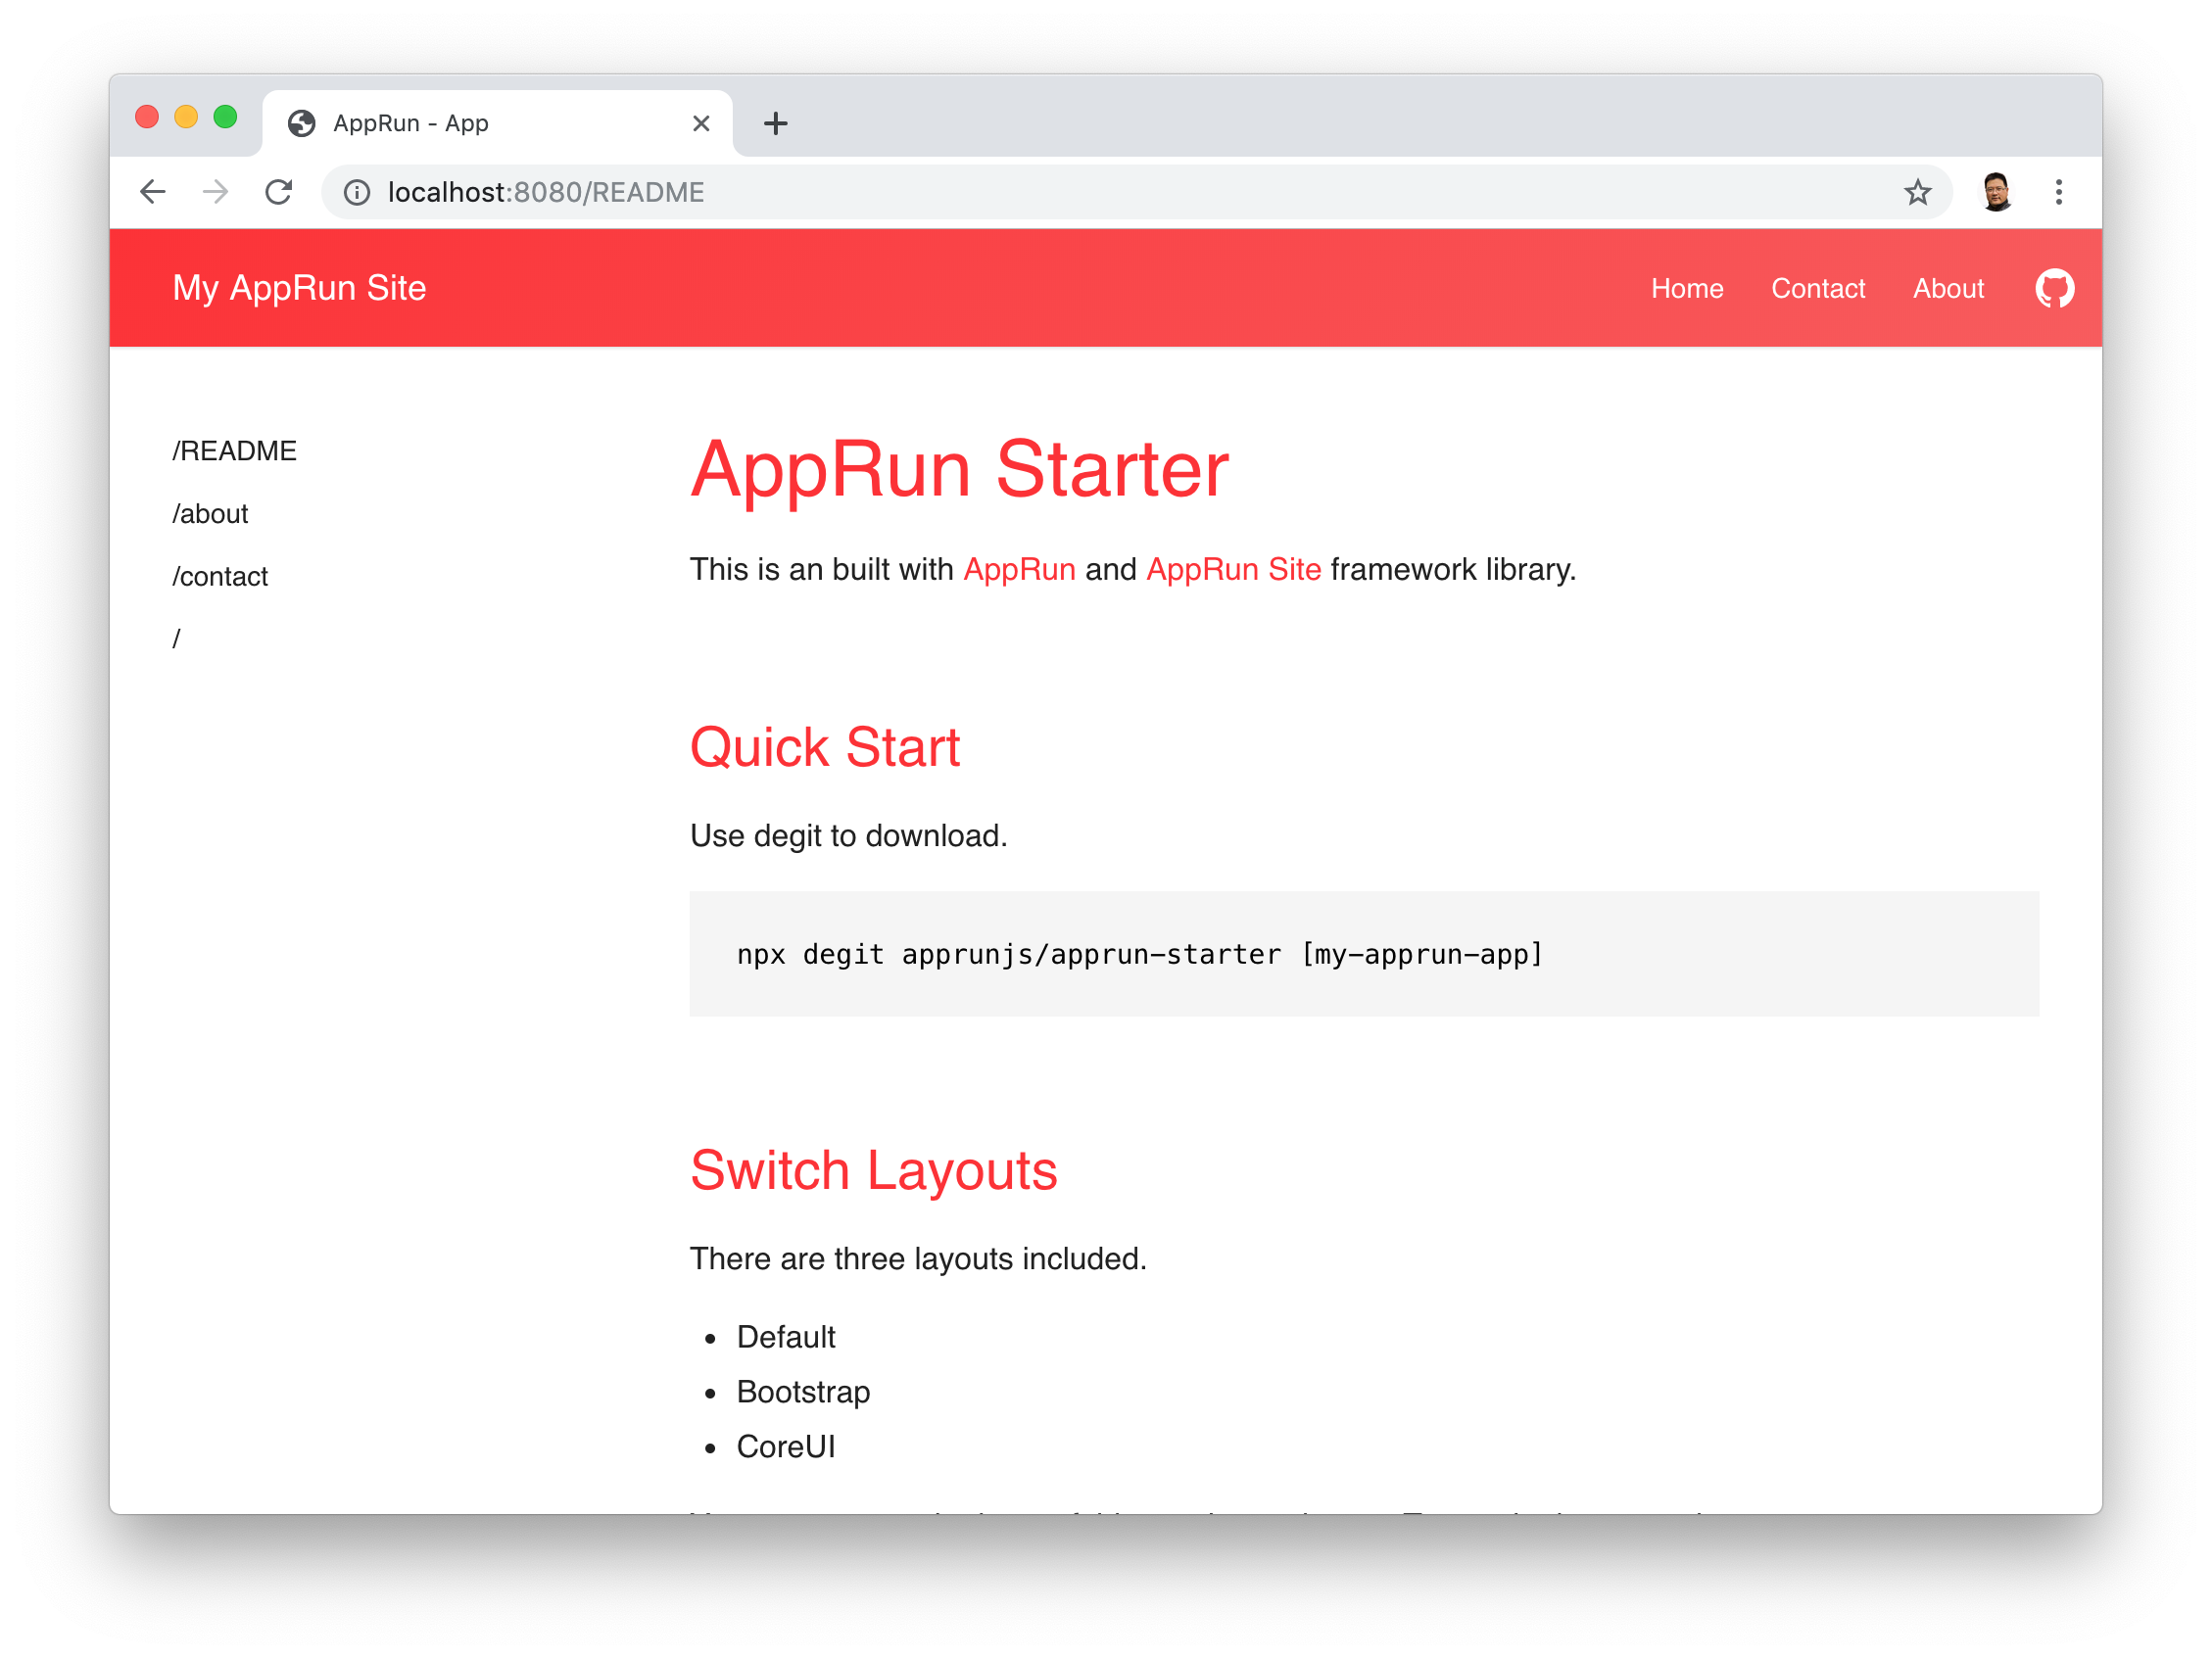 AppRun - App
localhost:8080/README
My AppRun Site
Home Contact About
/README
/about
/contact
/
AppRun Starter
This is an built with AppRun and AppRun Site framework library.
Quick Start
Use degit to download.
npx degit apprunjs/apprun-starter [my-apprun-app]
Switch Layouts
There are three layouts included.
Default
Bootstrap
CoreUI